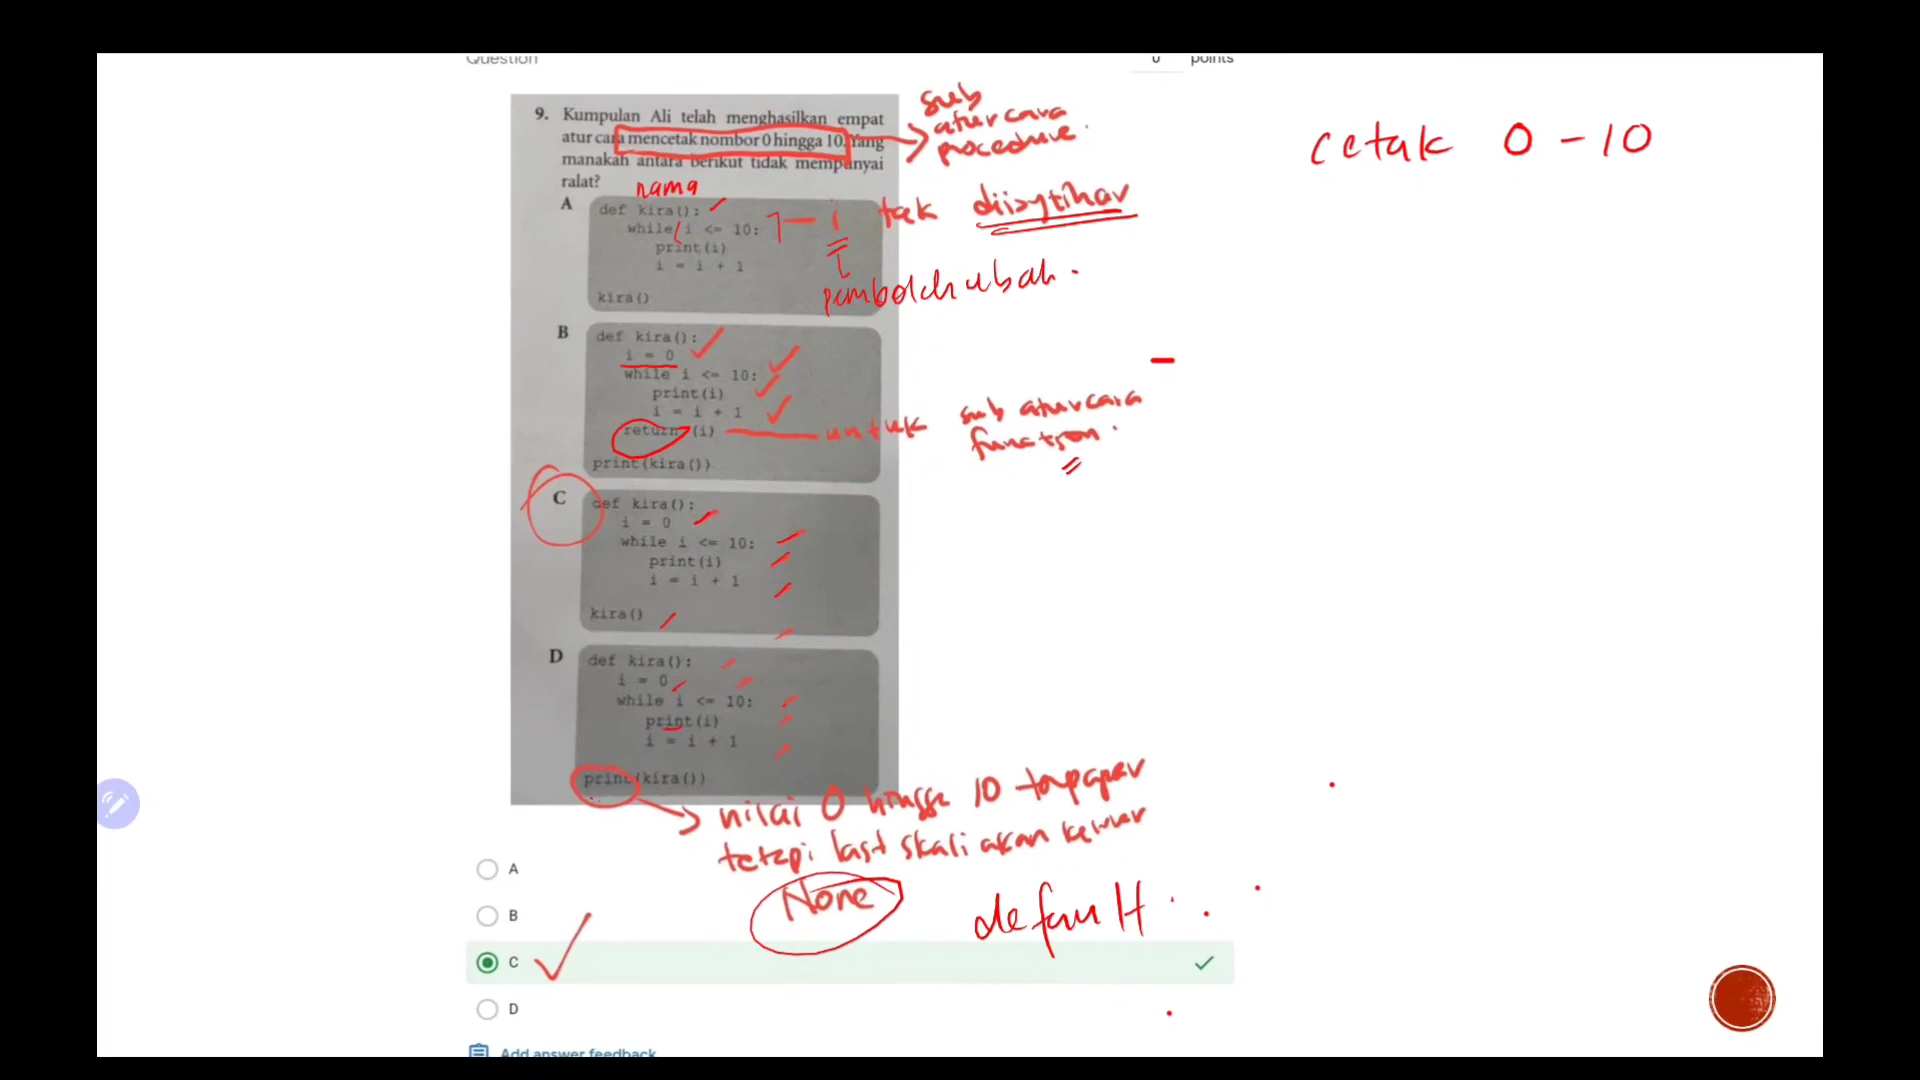 Question
0 points
9. Kumpulan Ali telah menghasilkan empat
atur cara mencetak nombor 0 hingga 10. Yang
manakah antara berikut tidak mempunyai
ralat?
sub
aturcara
procedure.
cetak 0 - 10
nama
A
def kira():
while i <= 10:
print(i)
i = i + 1
kira()
i tak diisytihar
pembolehubah.
B
def kira():
i = 0
while i <= 10:
print(i)
i = i + 1
return (i)
print(kira())
untuk sub aturcara
function.
C
def kira():
i = 0
while i <= 10:
print(i)
i = i + 1
kira()
D
def kira():
i = 0
while i <= 10:
print(i)
i = i + 1
print(kira())
nilai 0 hingga 10 terpapar
tetapi last skali akan keluar
None
default
A
B
C
D
Add answer feedback